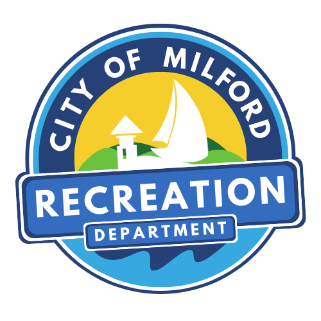 CITY OF MILFORD
RECREATION
DEPARTMENT